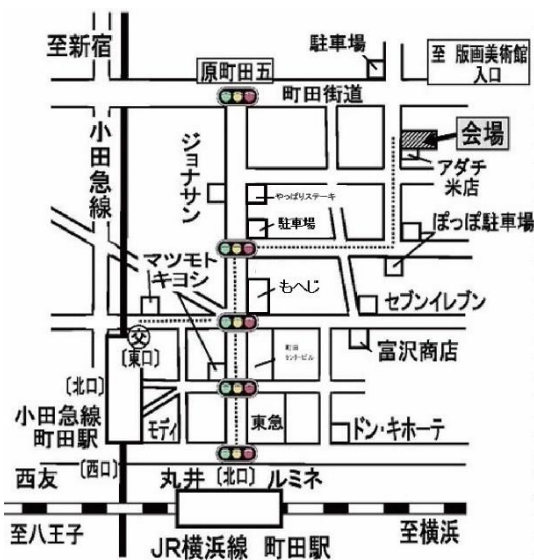 至新宿
駐車場
至 版画美術館
入口
原町田五
町田街道
小田急線
ジョナサン
会場
アダチ
米店
やっぱりステーキ
駐車場
ぽっぽ駐車場
マツモト
キヨシ
もへじ
セブンイレブン
交
(東口)
町田
センタービル
富沢商店
(北口)
小田急線
町田駅
モディ
東急
ドン・キホーテ
西友
(西口)
丸井
(北口)
ルミネ
至八王子
JR横浜線 町田駅
至横浜